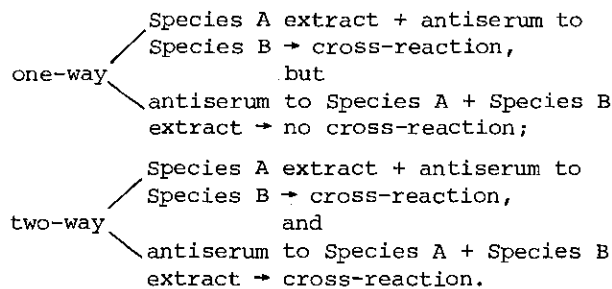 Species A extract + antiserum to
Species B → cross-reaction,
one-way
but
antiserum to Species A + Species B
extract → no cross-reaction;
Species A extract + antiserum to
Species B → cross-reaction,
two-way
and
antiserum to Species A + Species B
extract → cross-reaction.